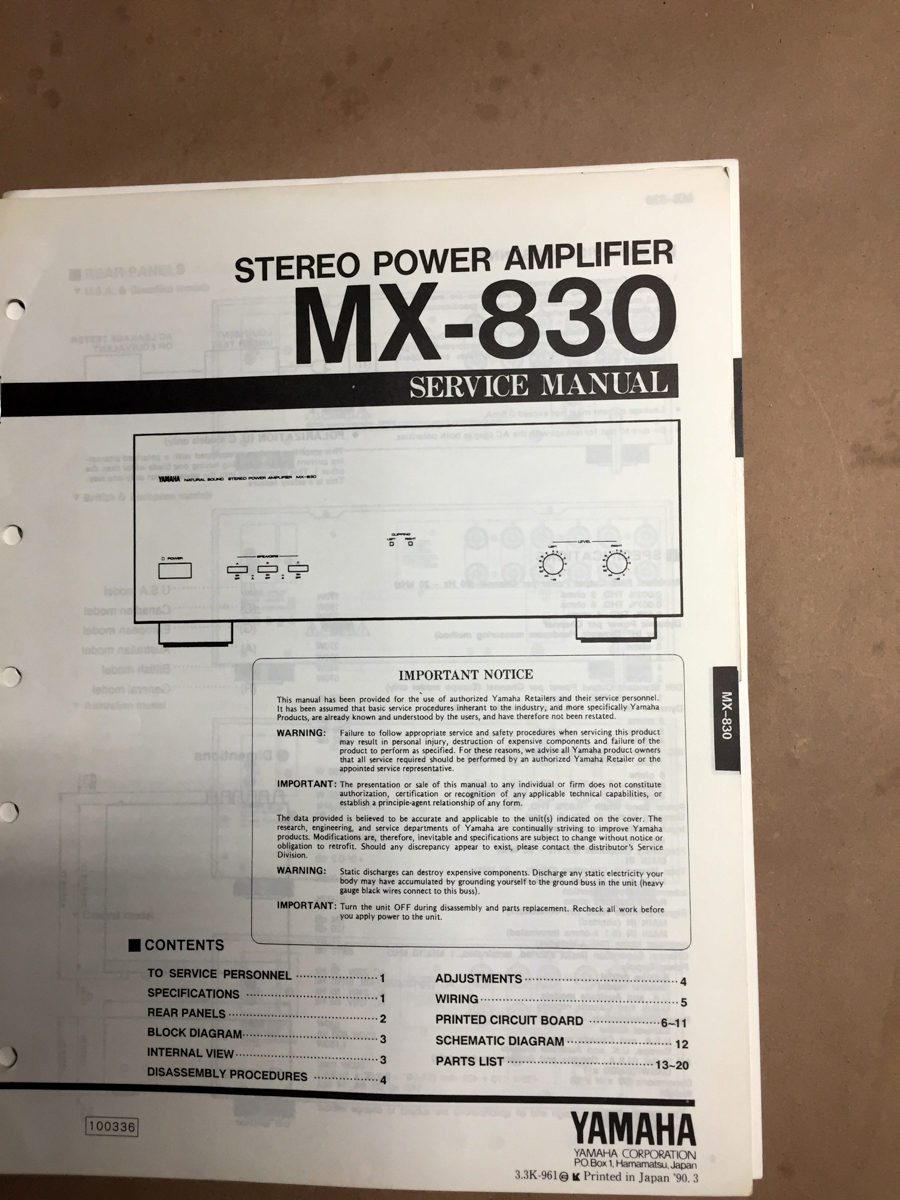 STEREO POWER AMPLIFIER
MX-830
SERVICE MANUAL
YAMAHA NATURAL SOUND STEREO POWER AMPLIFIER MX-830
CLIPPING
LEFT RIGHT
POWER
SPEAKERS
LEVEL
LEFT
RIGHT
MX-830
IMPORTANT NOTICE
This manual has been provided for the use of authorized Yamaha Retailers and their service personnel.
It has been assumed that basic service procedures inherant to the industry, and more specifically Yamaha
Products, are already known and understood by the users, and have therefore not been restated.
WARNING: Failure to follow appropriate service and safety procedures when servicing this product
may result in personal injury, destruction of expensive components and failure of the
product to perform as specified. For these reasons, we advise all Yamaha product owners
that all service required should be performed by an authorized Yamaha Retailer or the
appointed service representative.
IMPORTANT: The presentation or sale of this manual to any individual or firm does not constitute
authorization, certification or recognition of any applicable technical capabilities, or
establish a principle-agent relationship of any form.
The data provided is believed to be accurate and applicable to the unit(s) indicated on the cover. The
research, engineering, and service departments of Yamaha are continually striving to improve Yamaha
products. Modifications are, therefore, inevitable and specifications are subject to change without notice or
obligation to retrofit. Should any discrepancy appear to exist, please contact the distributor's Service
Division.
WARNING: Static discharges can destroy expensive components. Discharge any static electricity your
body may have accumulated by grounding yourself to the ground buss in the unit (heavy
gauge black wires connect to this buss).
IMPORTANT: Turn the unit OFF during disassembly and parts replacement. Recheck all work before
you apply power to the unit.
■ CONTENTS
TO SERVICE PERSONNEL ······················ 1
SPECIFICATIONS ······························ 1
REAR PANELS ································· 2
BLOCK DIAGRAM ······························ 3
INTERNAL VIEW ································ 3
DISASSEMBLY PROCEDURES ················ 4
ADJUSTMENTS ································· 4
WIRING ········································· 5
PRINTED CIRCUIT BOARD ·················· 6~11
SCHEMATIC DIAGRAM ························ 12
PARTS LIST ································ 13~20
100336
YAMAHA
YAMAHA CORPORATION
P.O.Box 1, Hamamatsu, Japan
3.3K-961 Printed in Japan '90. 3